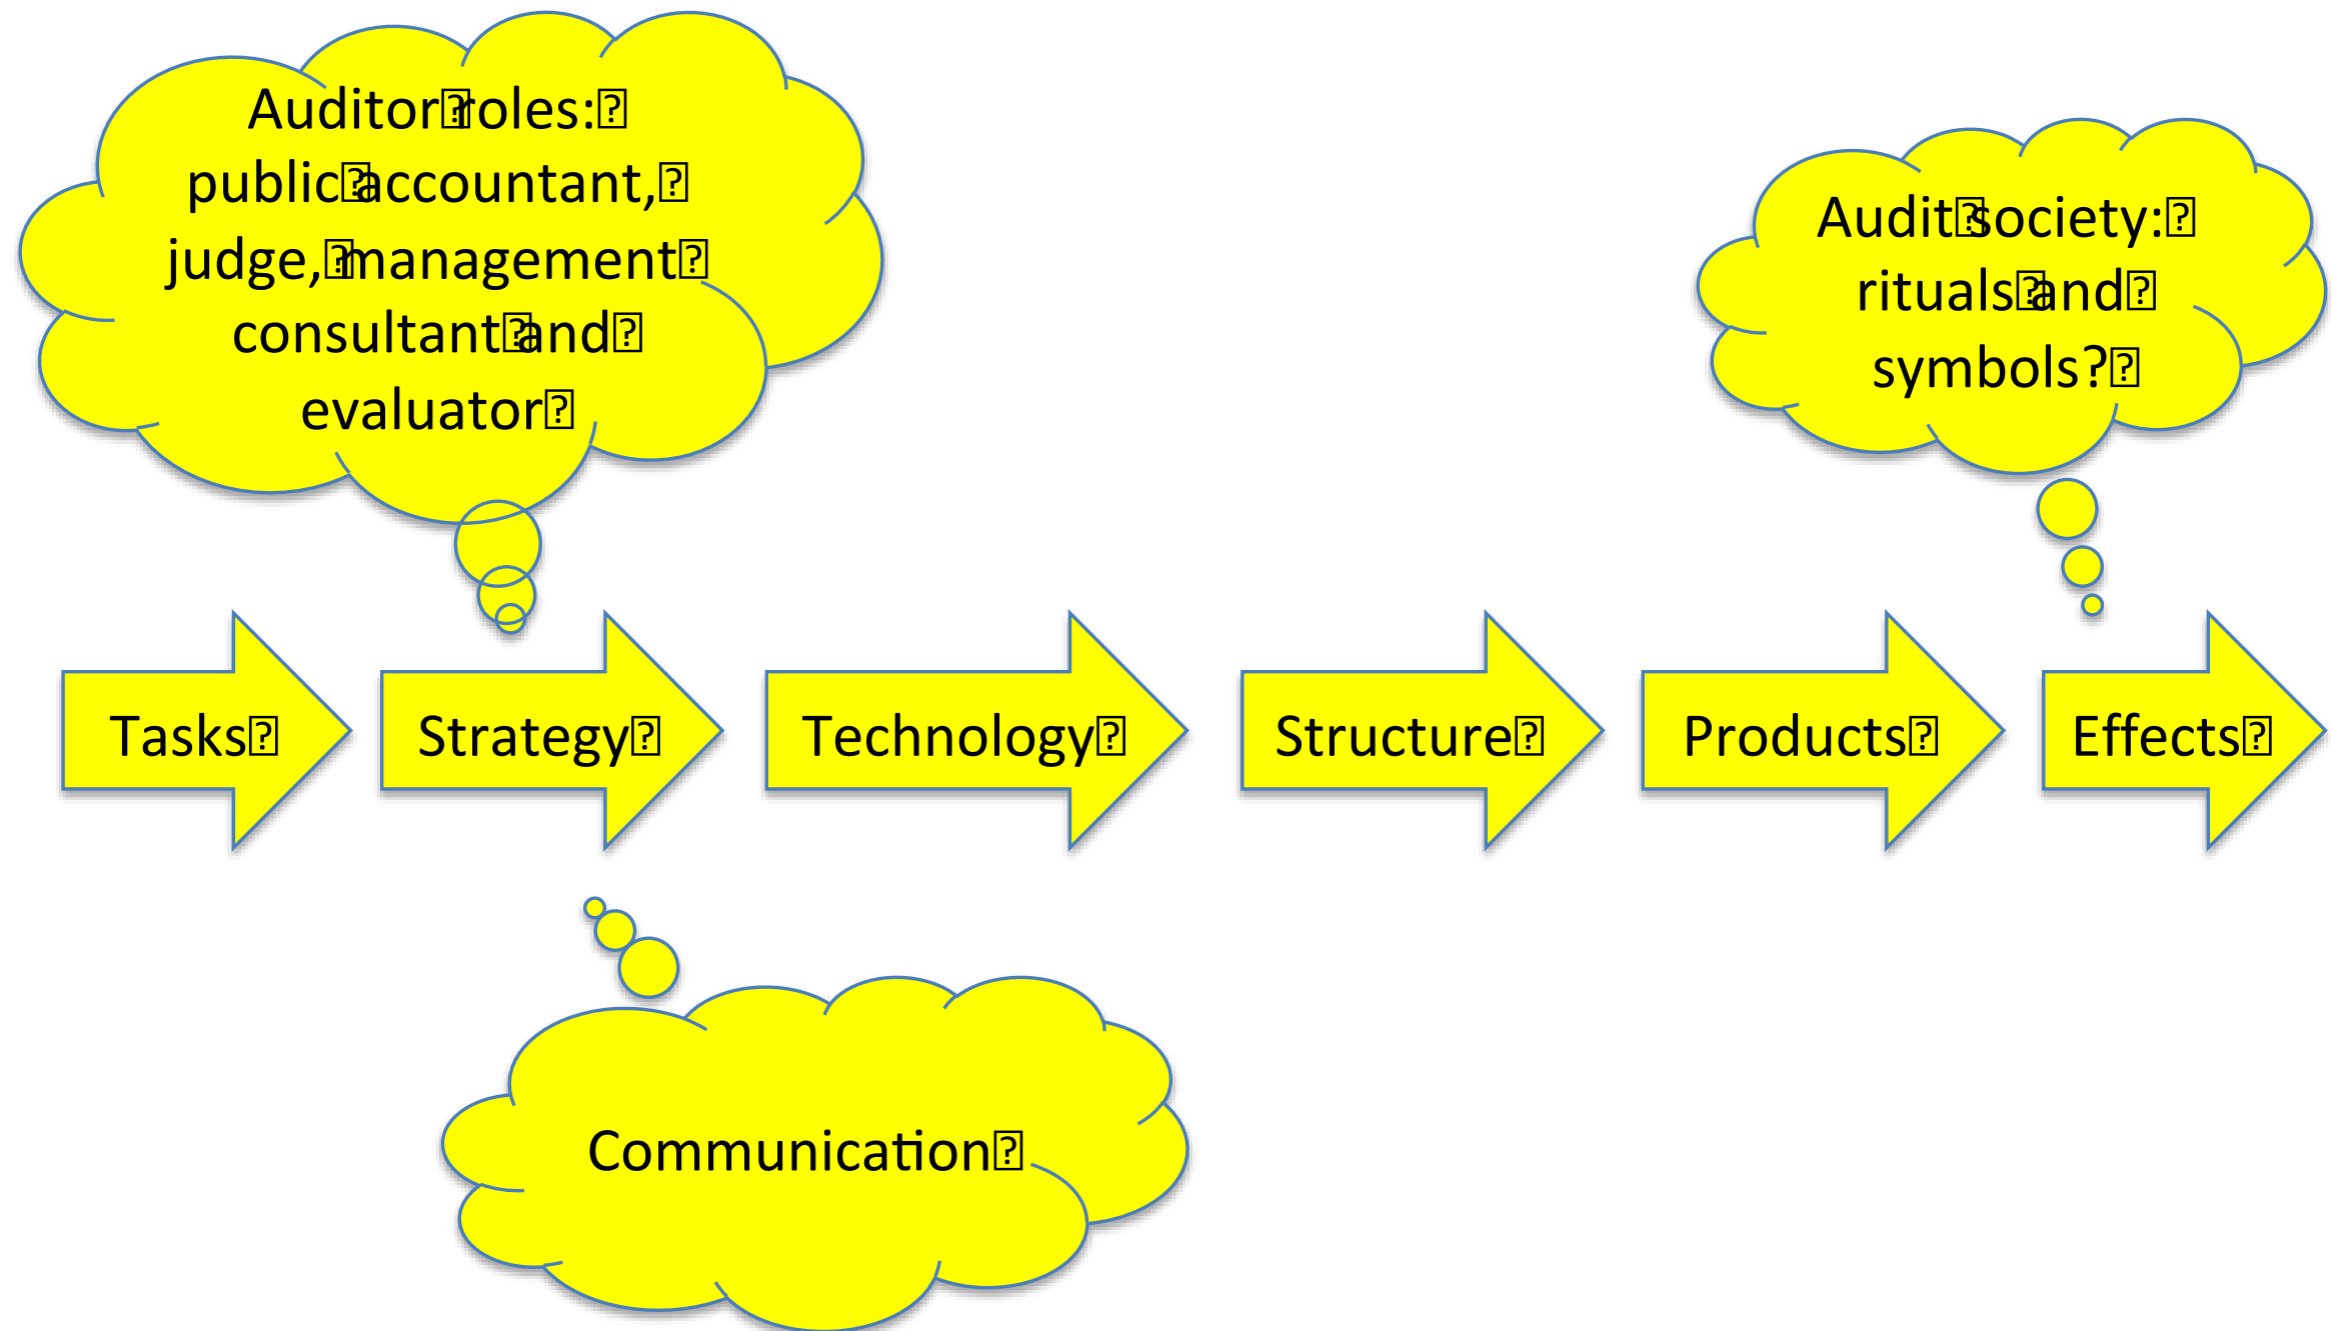 Auditor roles:
public accountant,
judge, management
consultant and
evaluator
Audit society:
rituals and
symbols?
Tasks
Strategy
Technology
Structure
Products
Effects
Communication